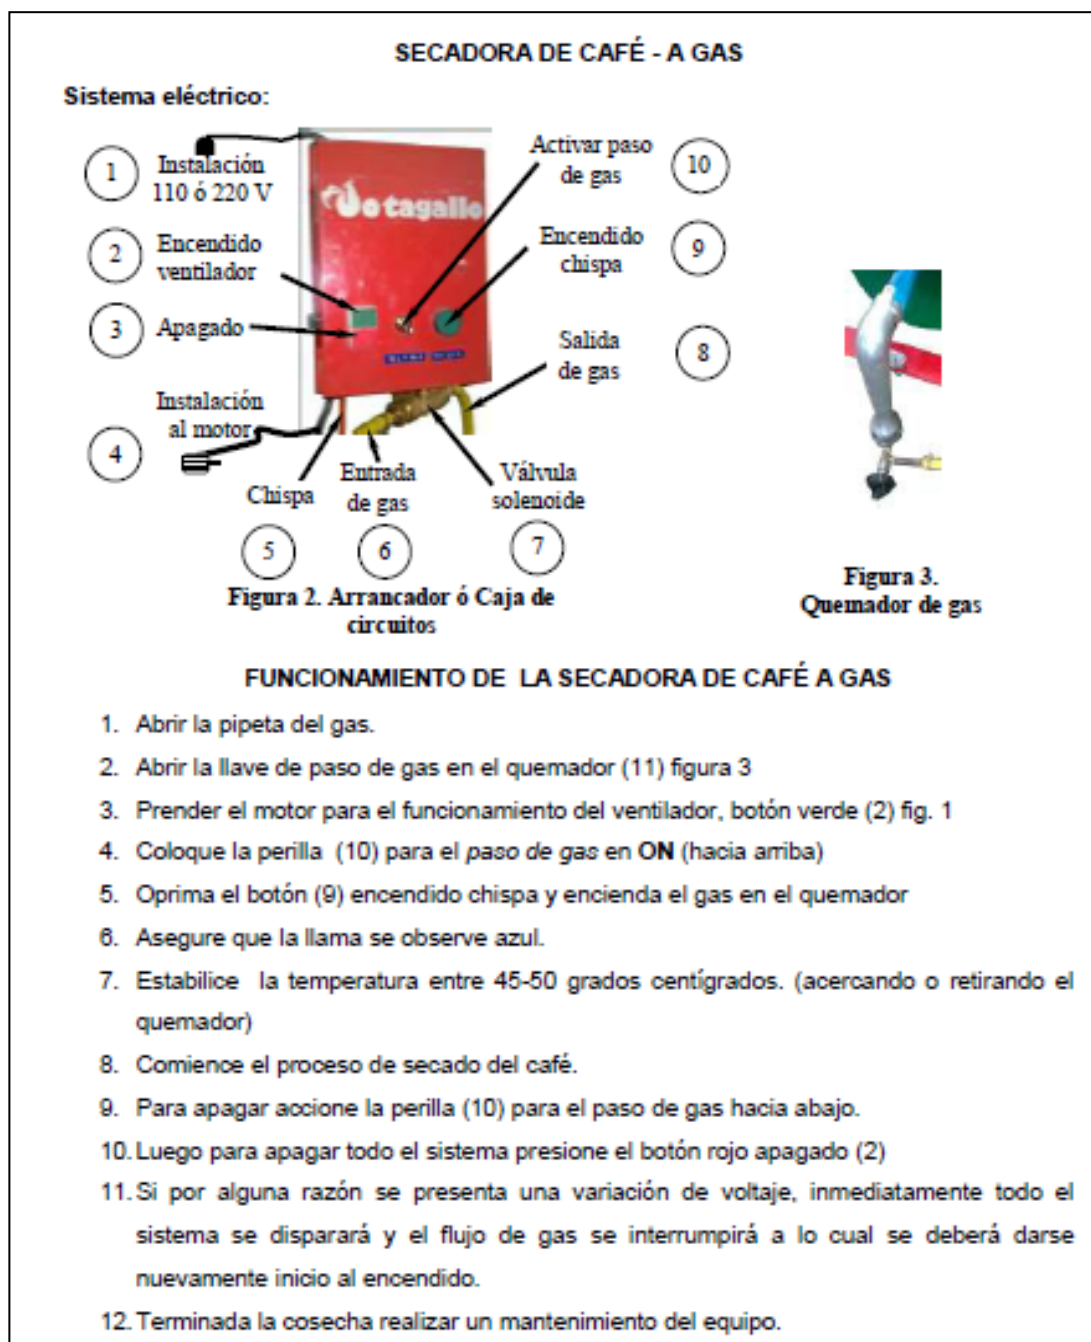 SECADORA DE CAFÉ - A GAS
Sistema eléctrico:
1
Instalación
110 ó 220 V
Activar paso
de gas
10
otagallo
2
Encendido
ventilador
Encendido
chispa
9
3
Apagado
Salida
de gas
8
Instalación
al motor
4
Chispa
Entrada
de gas
Válvula
solenoide
5
6
7
Figura 2. Arrancador ó Caja de
circuitos
Figura 3.
Quemador de gas
FUNCIONAMIENTO DE LA SECADORA DE CAFÉ A GAS
1. Abrir la pipeta del gas.
2. Abrir la llave de paso de gas en el quemador (11) figura 3
3. Prender el motor para el funcionamiento del ventilador, botón verde (2) fig. 1
4. Coloque la perilla (10) para el paso de gas en ON (hacia arriba)
5. Oprima el botón (9) encendido chispa y encienda el gas en el quemador
6. Asegure que la llama se observe azul.
7. Estabilice la temperatura entre 45-50 grados centígrados. (acercando o retirando el
quemador)
8. Comience el proceso de secado del café.
9. Para apagar accione la perilla (10) para el paso de gas hacia abajo.
10. Luego para apagar todo el sistema presione el botón rojo apagado (2)
11. Si por alguna razón se presenta una variación de voltaje, inmediatamente todo el
sistema se disparará y el flujo de gas se interrumpirá a lo cual se deberá darse
nuevamente inicio al encendido.
12. Terminada la cosecha realizar un mantenimiento del equipo.